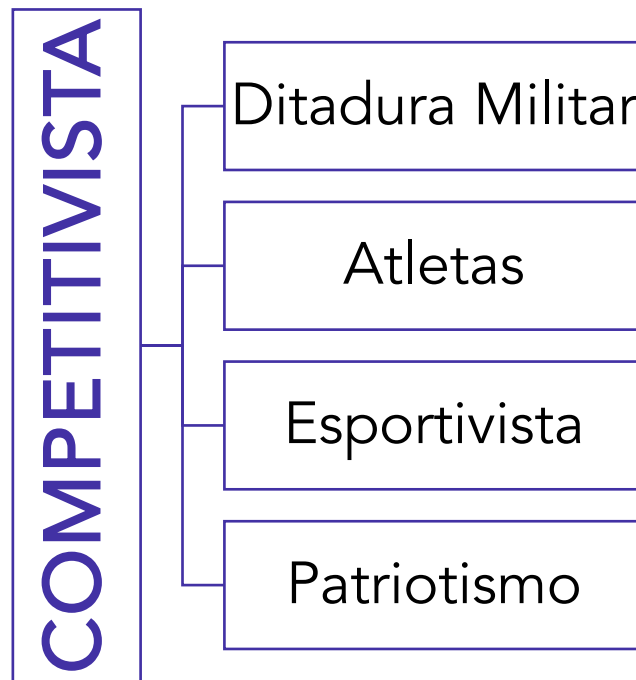 COMPETITIVISTA
Ditadura Militar
Atletas
Esportivista
Patriotismo